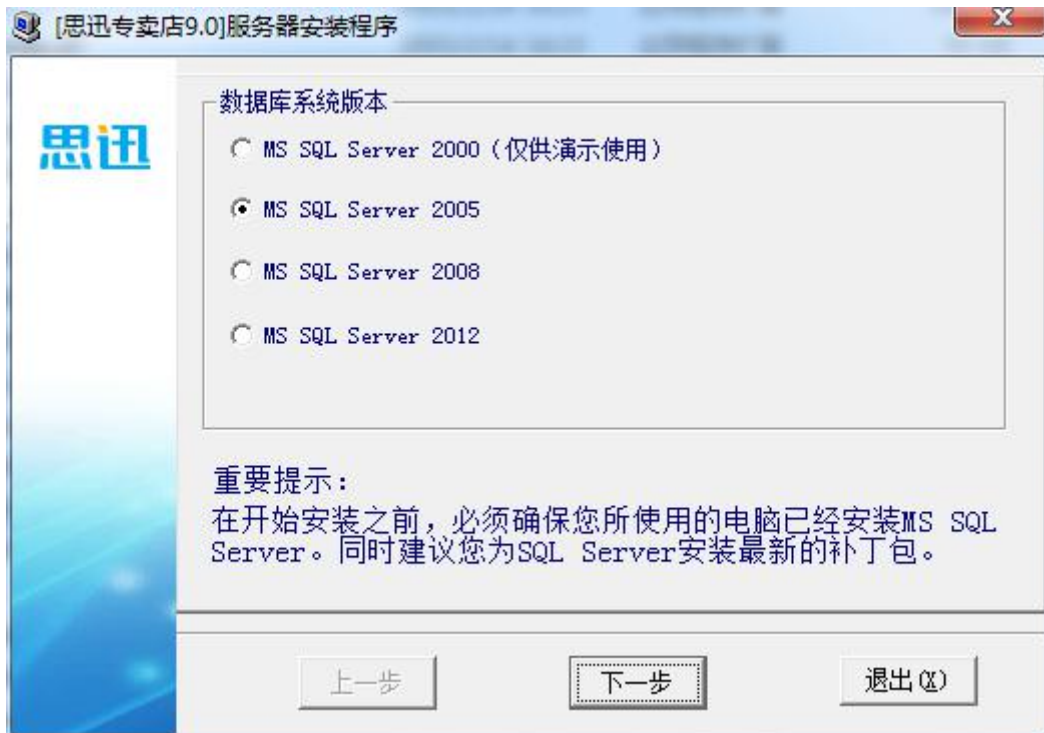 [思迅专卖店9.0]服务器安装程序
思迅
数据库系统版本
MS SQL Server 2000（仅供演示使用）
MS SQL Server 2005
MS SQL Server 2008
MS SQL Server 2012
重要提示：
在开始安装之前，必须确保您所使用的电脑已经安装MS SQL
Server。同时建议您为SQL Server安装最新的补丁包。
上一步
下一步
退出(X)